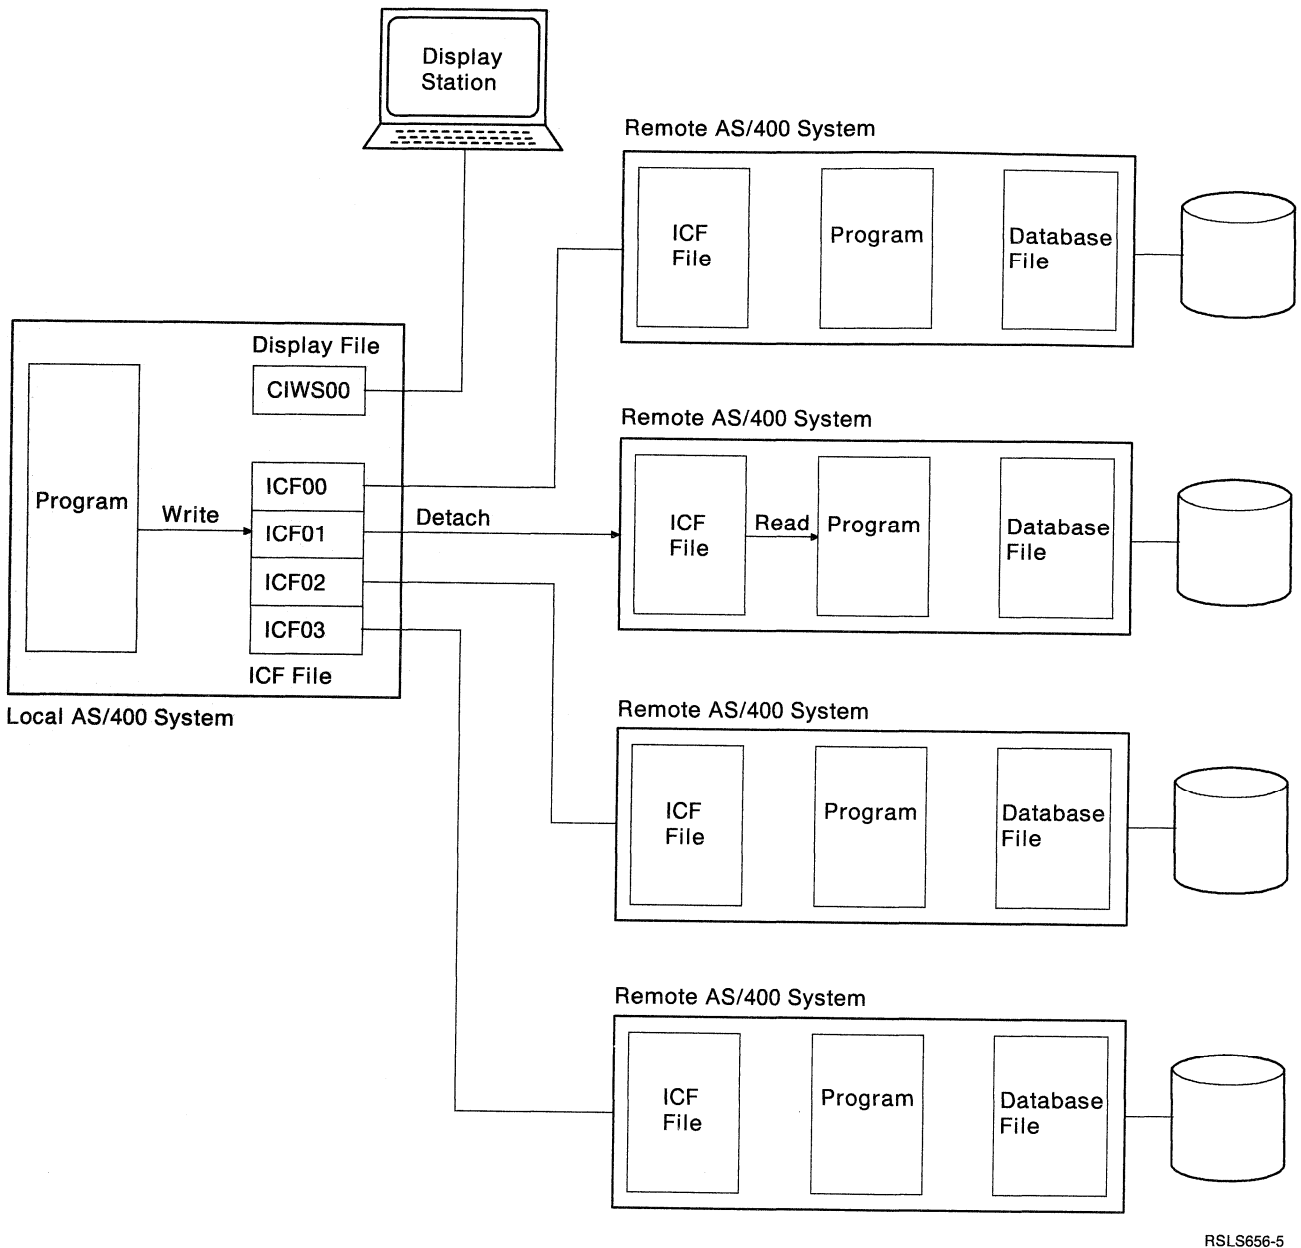 Display
Station
Remote AS/400 System
ICF
File
Program
Database
File
Display File
CIWS00
Program
Write
ICF00
ICF01
ICF02
ICF03
ICF File
Local AS/400 System
Detach
Remote AS/400 System
ICF
File
Read
Program
Database
File
Remote AS/400 System
ICF
File
Program
Database
File
Remote AS/400 System
ICF
File
Program
Database
File
RSLS656-5